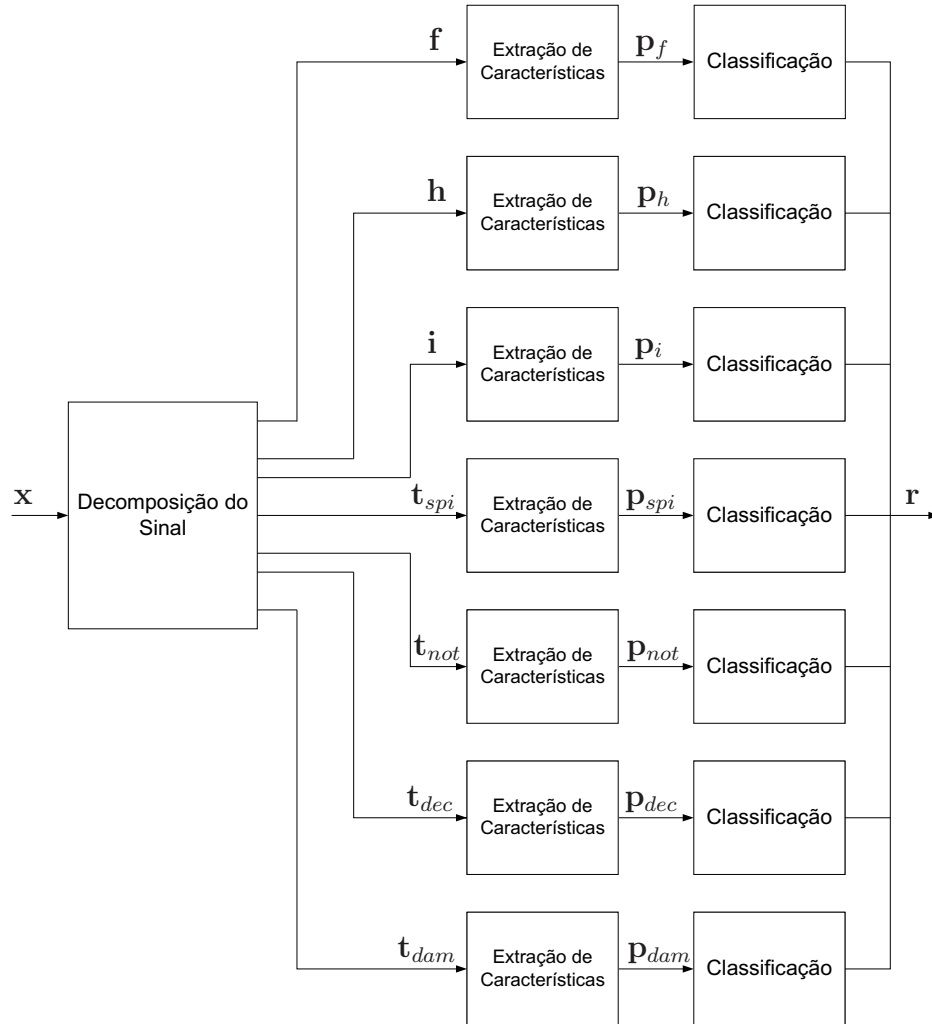 f
Extração de
Características
p_f
Classificação
h
Extração de
Características
p_h
Classificação
i
Extração de
Características
p_i
Classificação
x
Decomposição do
Sinal
t_spi
Extração de
Características
p_spi
Classificação
r
t_not
Extração de
Características
p_not
Classificação
t_dec
Extração de
Características
p_dec
Classificação
t_dam
Extração de
Características
p_dam
Classificação